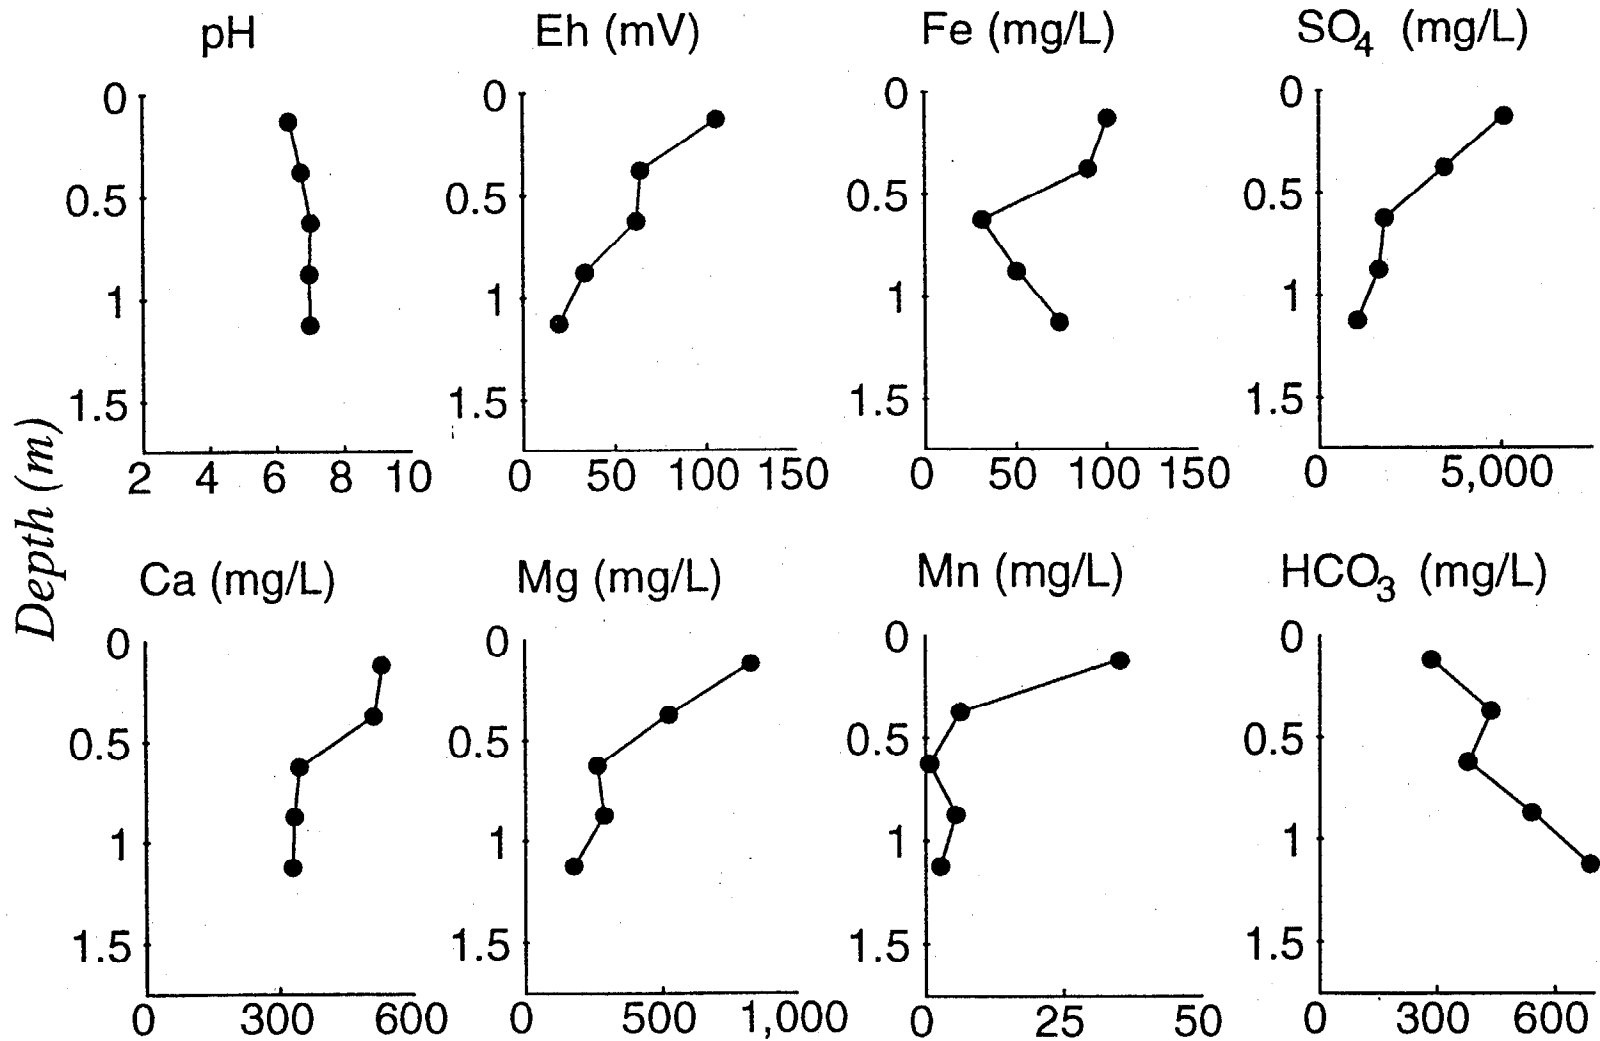 pH
0
0.5
1
1.5
2 4 6 8 10
Eh (mV)
0
0.5
1
1.5
0 50 100 150
Fe (mg/L)
0
0.5
1
1.5
0 50 100 150
SO4 (mg/L)
0
0.5
1
1.5
0 5,000
Depth (m)
Ca (mg/L)
0
0.5
1
1.5
0 300 600
Mg (mg/L)
0
0.5
1
1.5
0 500 1,000
Mn (mg/L)
0
0.5
1
1.5
0 25 50
HCO3 (mg/L)
0
0.5
1
1.5
0 300 600